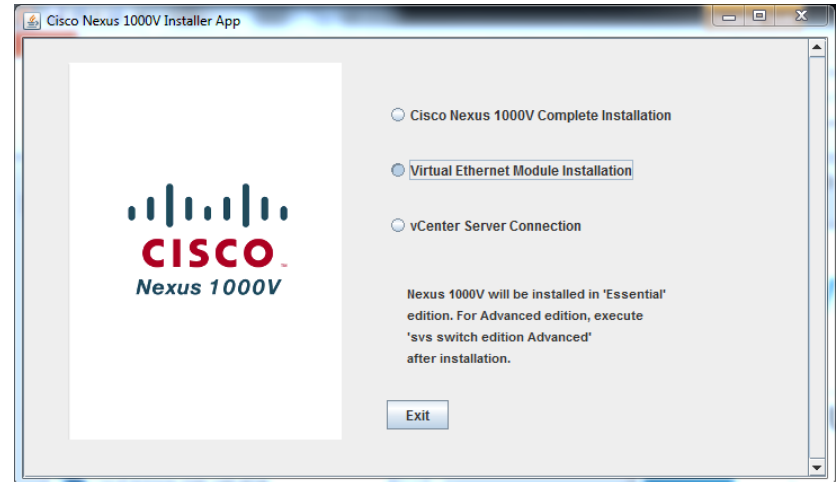 Cisco Nexus 1000V Installer App
Cisco Nexus 1000V Complete Installation
Virtual Ethernet Module Installation
vCenter Server Connection
CISCO™
Nexus 1000V
Nexus 1000V will be installed in 'Essential'
edition. For Advanced edition, execute
'svs switch edition Advanced'
after installation.
Exit